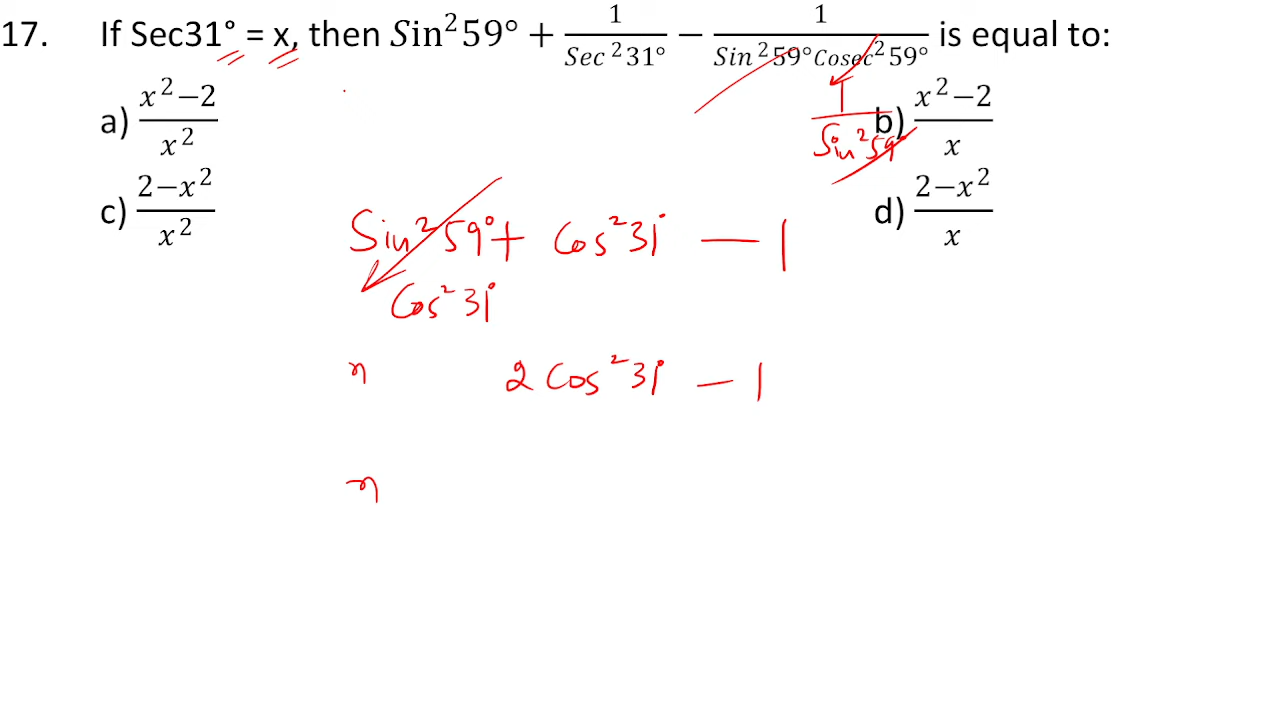 17. If Sec31° = x, then Sin²59° + 1/Sec²31° − 1/Sin²59°Cosec²59° is equal to:
a) x²−2/x² b) x²−2/x
1/Sin²59°
c) 2−x²/x² d) 2−x²/x
Sin²59° + Cos²31° — 1
Cos²31°
2 Cos²31° — 1